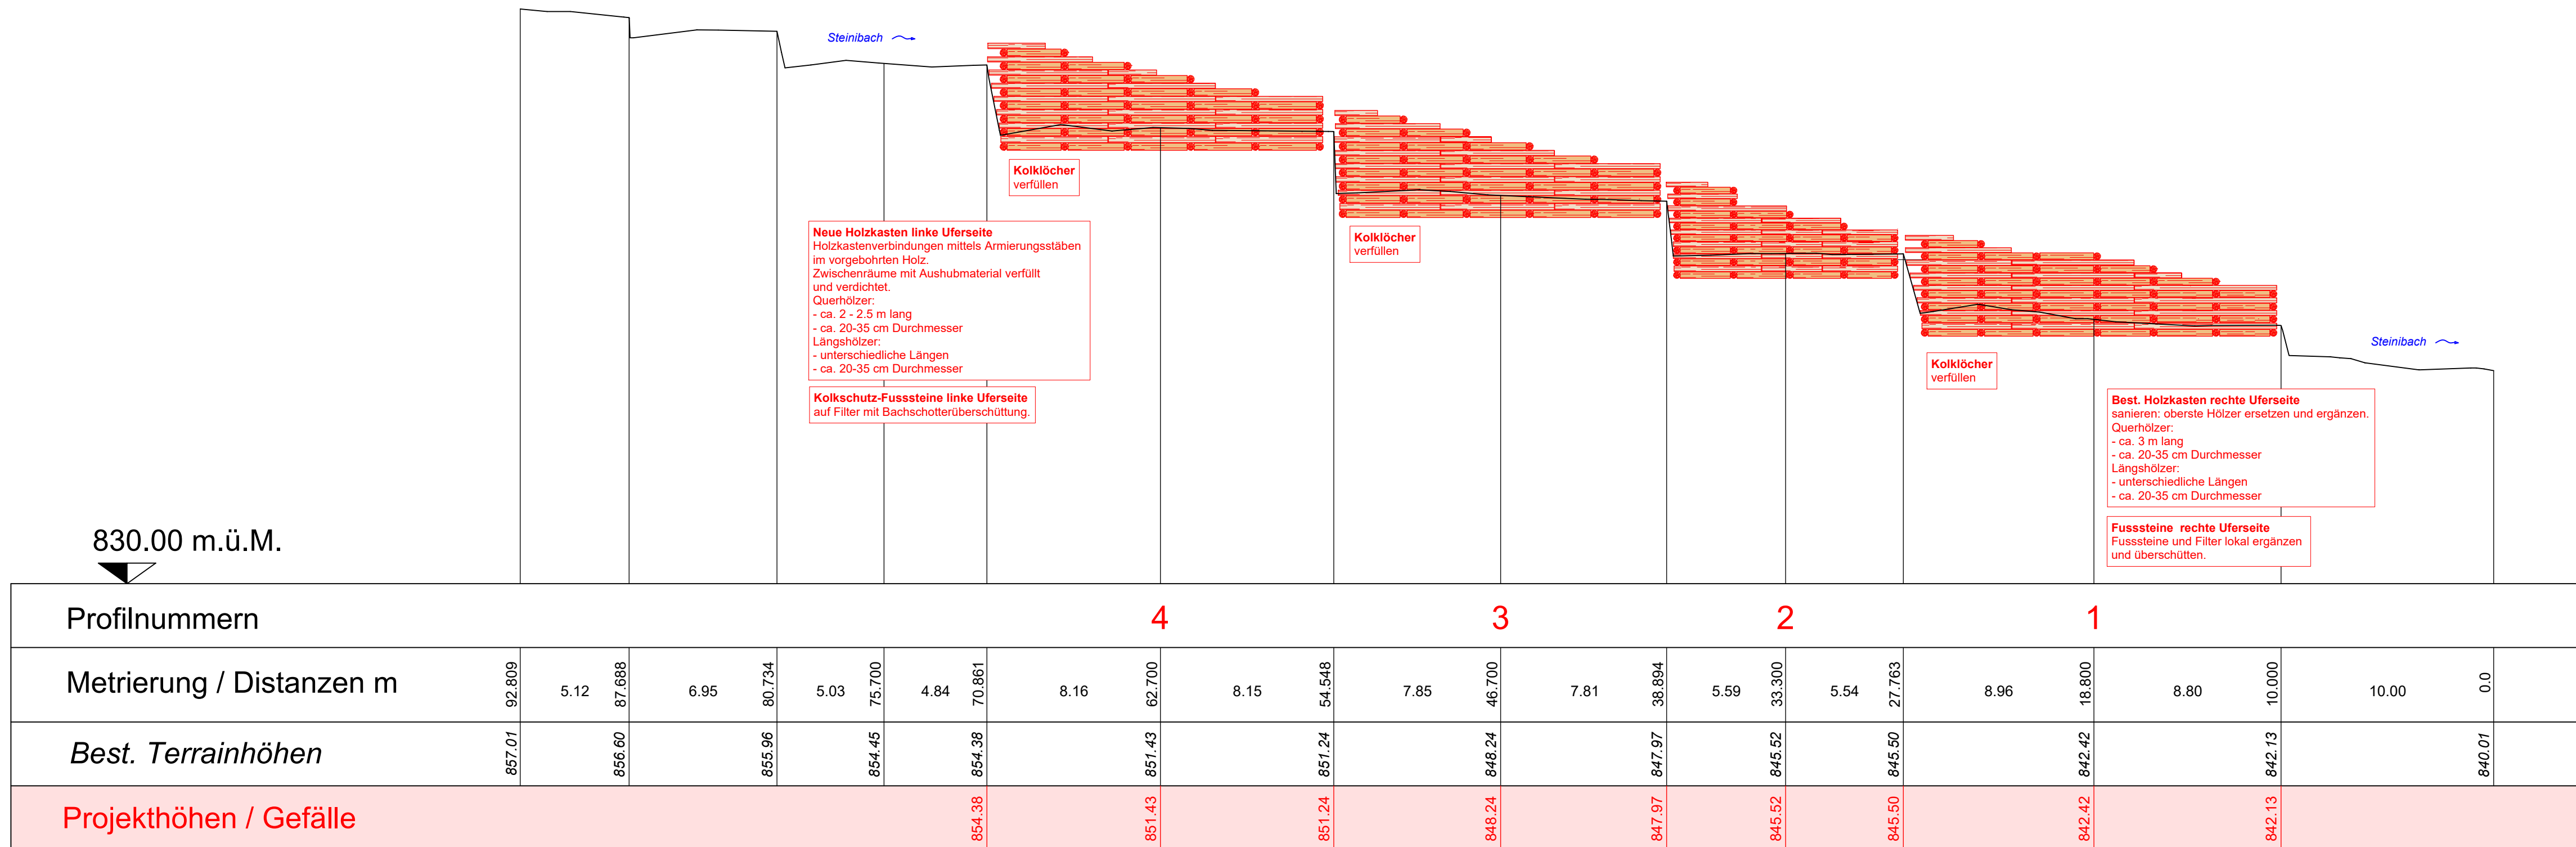 Steinibach
Kolklöcher
verfüllen
Neue Holzkasten linke Uferseite
Holzkastenverbindungen mittels Armierungsstäben
im vorgebohrten Holz.
Zwischenräume mit Aushubmaterial verfüllt
und verdichtet.
Querhölzer:
- ca. 2 - 2.5 m lang
- ca. 20-35 cm Durchmesser
Längshölzer:
- unterschiedliche Längen
- ca. 20-35 cm Durchmesser
Kolkschutz-Fusssteine linke Uferseite
auf Filter mit Bachschotterüberschüttung.
Kolklöcher
verfüllen
Kolklöcher
verfüllen
Steinibach
Best. Holzkasten rechte Uferseite
sanieren: oberste Hölzer ersetzen und ergänzen.
Querhölzer:
- ca. 3 m lang
- ca. 20-35 cm Durchmesser
Längshölzer:
- unterschiedliche Längen
- ca. 20-35 cm Durchmesser
Fusssteine rechte Uferseite
Fusssteine und Filter lokal ergänzen
und überschütten.
830.00 m.ü.M.
Profilnummern 4 3 2 1
Metrierung / Distanzen m 92.809 5.12 87.688 6.95 80.734 5.03 75.700 4.84 70.861 8.16 62.700 8.15 54.548 7.85 46.700 7.81 38.894 5.59 33.300 5.54 27.763 8.96 18.800 8.80 10.000 10.00 0.0
Best. Terrainhöhen 857.01 856.60 855.96 854.45 854.38 851.43 851.24 848.24 847.97 845.52 845.50 842.42 842.13 840.01
Projekthöhen / Gefälle 854.38 851.43 851.24 848.24 847.97 845.52 845.50 842.42 842.13